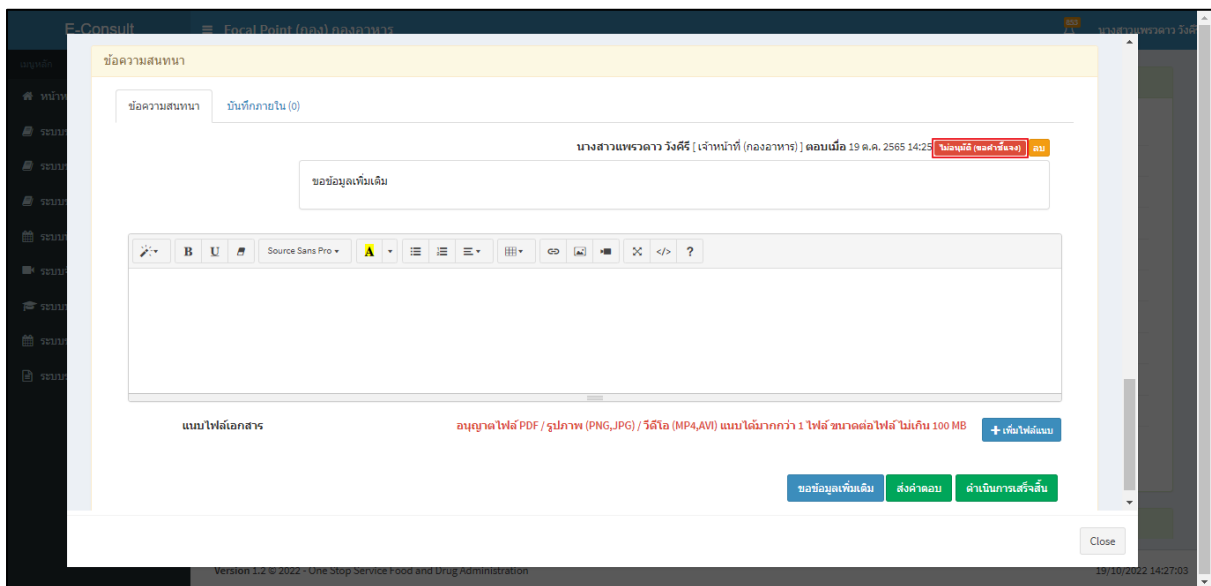 E-Consult
Focal Point (กอง) กองอาหาร
นางสาวแพรวดาว วังคีรี
เมนูหลัก
ข้อความสนทนา
ข้อความสนทนา บันทึกภายใน (0)
นางสาวแพรวดาว วังคีรี [ เจ้าหน้าที่ (กองอาหาร) ] ตอบเมื่อ 19 ต.ค. 2565 14:25 ไม่อนุมัติ (ขอคำชี้แจง) ลบ
ขอข้อมูลเพิ่มเติม
B U Source Sans Pro A </> ?
แนบไฟล์เอกสาร อนุญาตไฟล์ PDF / รูปภาพ (PNG,JPG) / วีดีโอ (MP4,AVI) แนบได้มากกว่า 1 ไฟล์ ขนาดต่อไฟล์ ไม่เกิน 100 MB เพิ่มไฟล์แนบ
ขอข้อมูลเพิ่มเติม ส่งคำตอบ ดำเนินการเสร็จสิ้น
Close
Version 1.2 © 2022 - One Stop Service Food and Drug Administration 19/10/2022 14:27:03